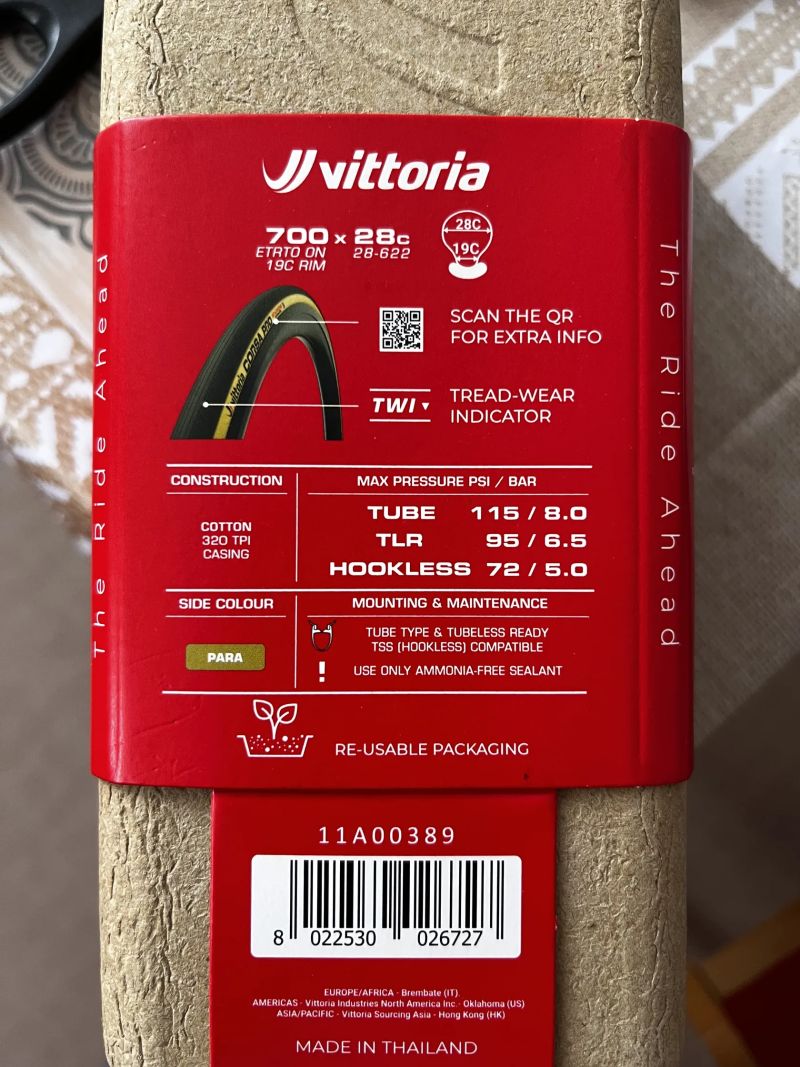 vittoria
700 x 28c
ETRTO ON 28-622
19C RIM
28C
19C
SCAN THE QR
FOR EXTRA INFO
vittoria CORSA PRO
TWI
TREAD-WEAR
INDICATOR
The Ride Ahead
The Ride Ahead
CONSTRUCTION
COTTON
320 TPI
CASING
MAX PRESSURE PSI / BAR
TUBE 115 / 8.0
TLR 95 / 6.5
HOOKLESS 72 / 5.0
SIDE COLOUR
PARA
MOUNTING & MAINTENANCE
TUBE TYPE & TUBELESS READY
TSS (HOOKLESS) COMPATIBLE
! USE ONLY AMMONIA-FREE SEALANT
RE-USABLE PACKAGING
11A00389
8 022530 026727
EUROPE/AFRICA - Brembate (IT).
AMERICAS - Vittoria Industries North America Inc.- Oklahoma (US)
ASIA/PACIFIC - Vittoria Sourcing Asia - Hong Kong (HK)
MADE IN THAILAND